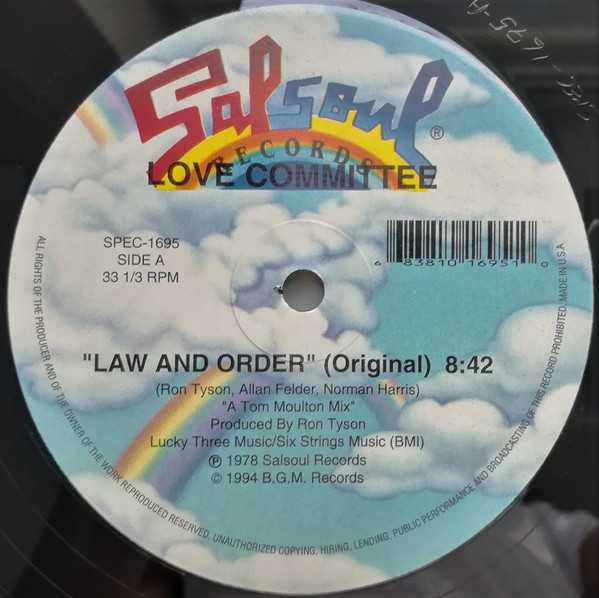 Salsoul®
RECORDS
LOVE COMMITTEE
SPEC-1695
SIDE A
33 1/3 RPM
6 83810 16951 0
"LAW AND ORDER" (Original) 8:42
(Ron Tyson, Allan Felder, Norman Harris)
"A Tom Moulton Mix"
Produced By Ron Tyson
Lucky Three Music/Six Strings Music (BMI)
℗ 1978 Salsoul Records
© 1994 B.G.M. Records
ALL RIGHTS OF THE PRODUCER AND OF THE OWNER OF THE WORK REPRODUCED RESERVED. UNAUTHORIZED COPYING, HIRING, LENDING, PUBLIC PERFORMANCE AND BROADCASTING OF THIS RECORD PROHIBITED. MADE IN U.S.A.
SPEC-1695-A